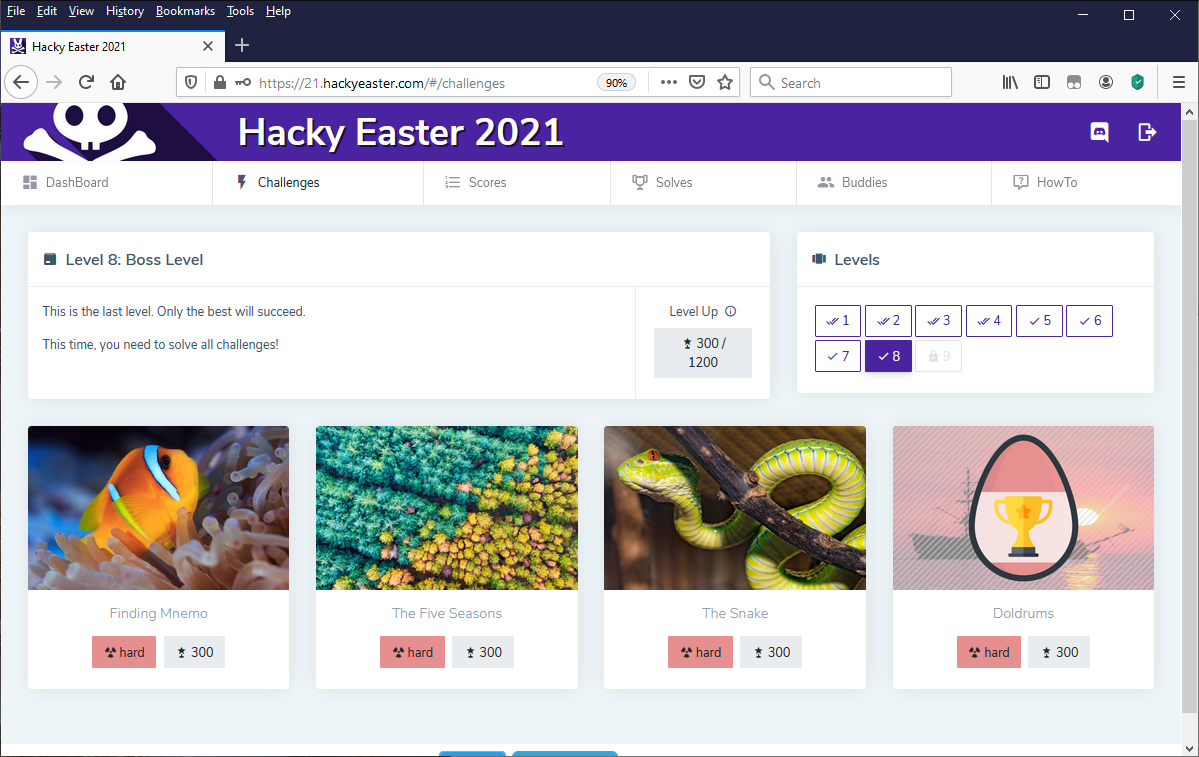 File Edit View History Bookmarks Tools Help
Hacky Easter 2021
https://21.hackyeaster.com/#/challenges 90% Search
Hacky Easter 2021
DashBoard Challenges Scores Solves Buddies HowTo
Level 8: Boss Level
This is the last level. Only the best will succeed.
This time, you need to solve all challenges!
Level Up
300 /
1200
Levels
1 2 3 4 5 6
7 8 9
Finding Mnemo
hard 300
The Five Seasons
hard 300
The Snake
hard 300
Doldrums
hard 300